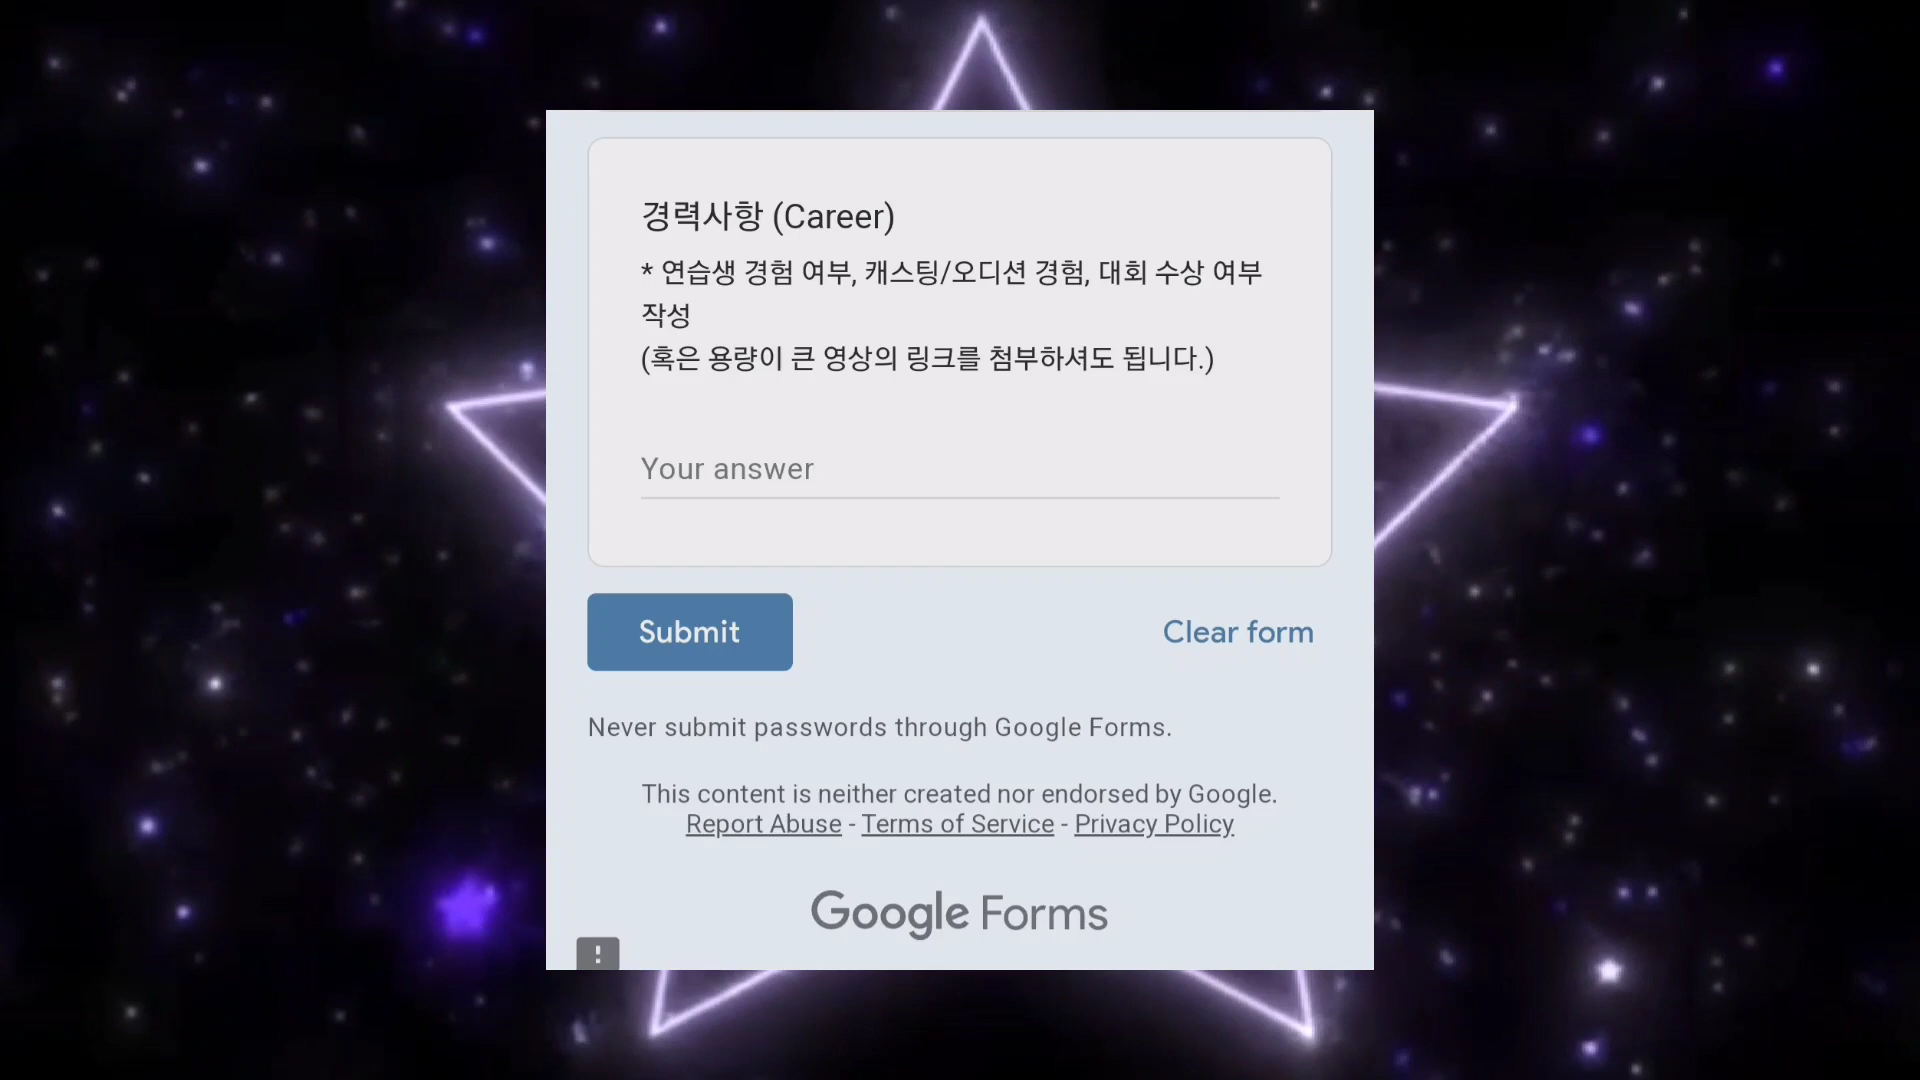 경력사항 (Career)
* 연습생 경험 여부, 캐스팅/오디션 경험, 대회 수상 여부
작성
(혹은 용량이 큰 영상의 링크를 첨부하셔도 됩니다.)
Your answer
Submit
Clear form
Never submit passwords through Google Forms.
This content is neither created nor endorsed by Google.
Report Abuse - Terms of Service - Privacy Policy
Google Forms
!